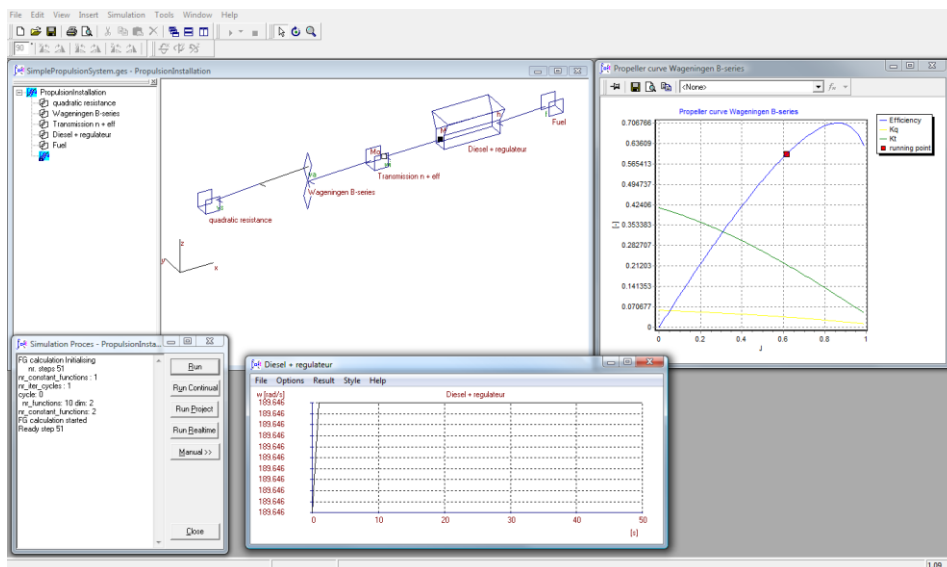 File Edit View Insert Simulation Tools Window Help
90
SimplePropulsionSystem.ges - PropulsionInstallation
PropulsionInstallation
quadratic resistance
Wageningen B-series
Transmission n + eff
Diesel + regulateur
Fuel
Fuel
Diesel + regulateur
Transmission n + eff
Wageningen B-series
quadratic resistance
z
y
x
Propeller curve Wageningen B-series
<None>
Propeller curve Wageningen B-series
0.706766
0.63609
0.565413
0.494737
0.42406
0.353383
0.282707
0.21203
0.141353
0.070677
0
[-]
0 0.2 0.4 0.6 0.8 1
J
Efficiency
Kq
Kt
running point
Simulation Proces - PropulsionInsta...
FG calculation Initialising
nr. steps 51
nr_constant_functions : 1
nr_iter_cycles : 1
cycle: 0
nr_functions: 10 dim: 2
nr_constant_functions: 2
FG calculation started
Ready step 51
Run
Run Continual
Run Project
Run Realtime
Manual >>
Close
Diesel + regulateur
File Options Result Style Help
w [rad/s]
Diesel + regulateur
189.646
189.646
189.646
189.646
189.646
189.646
189.646
189.646
189.646
189.646
189.646
0 10 20 30 40 50
[s]
1.09